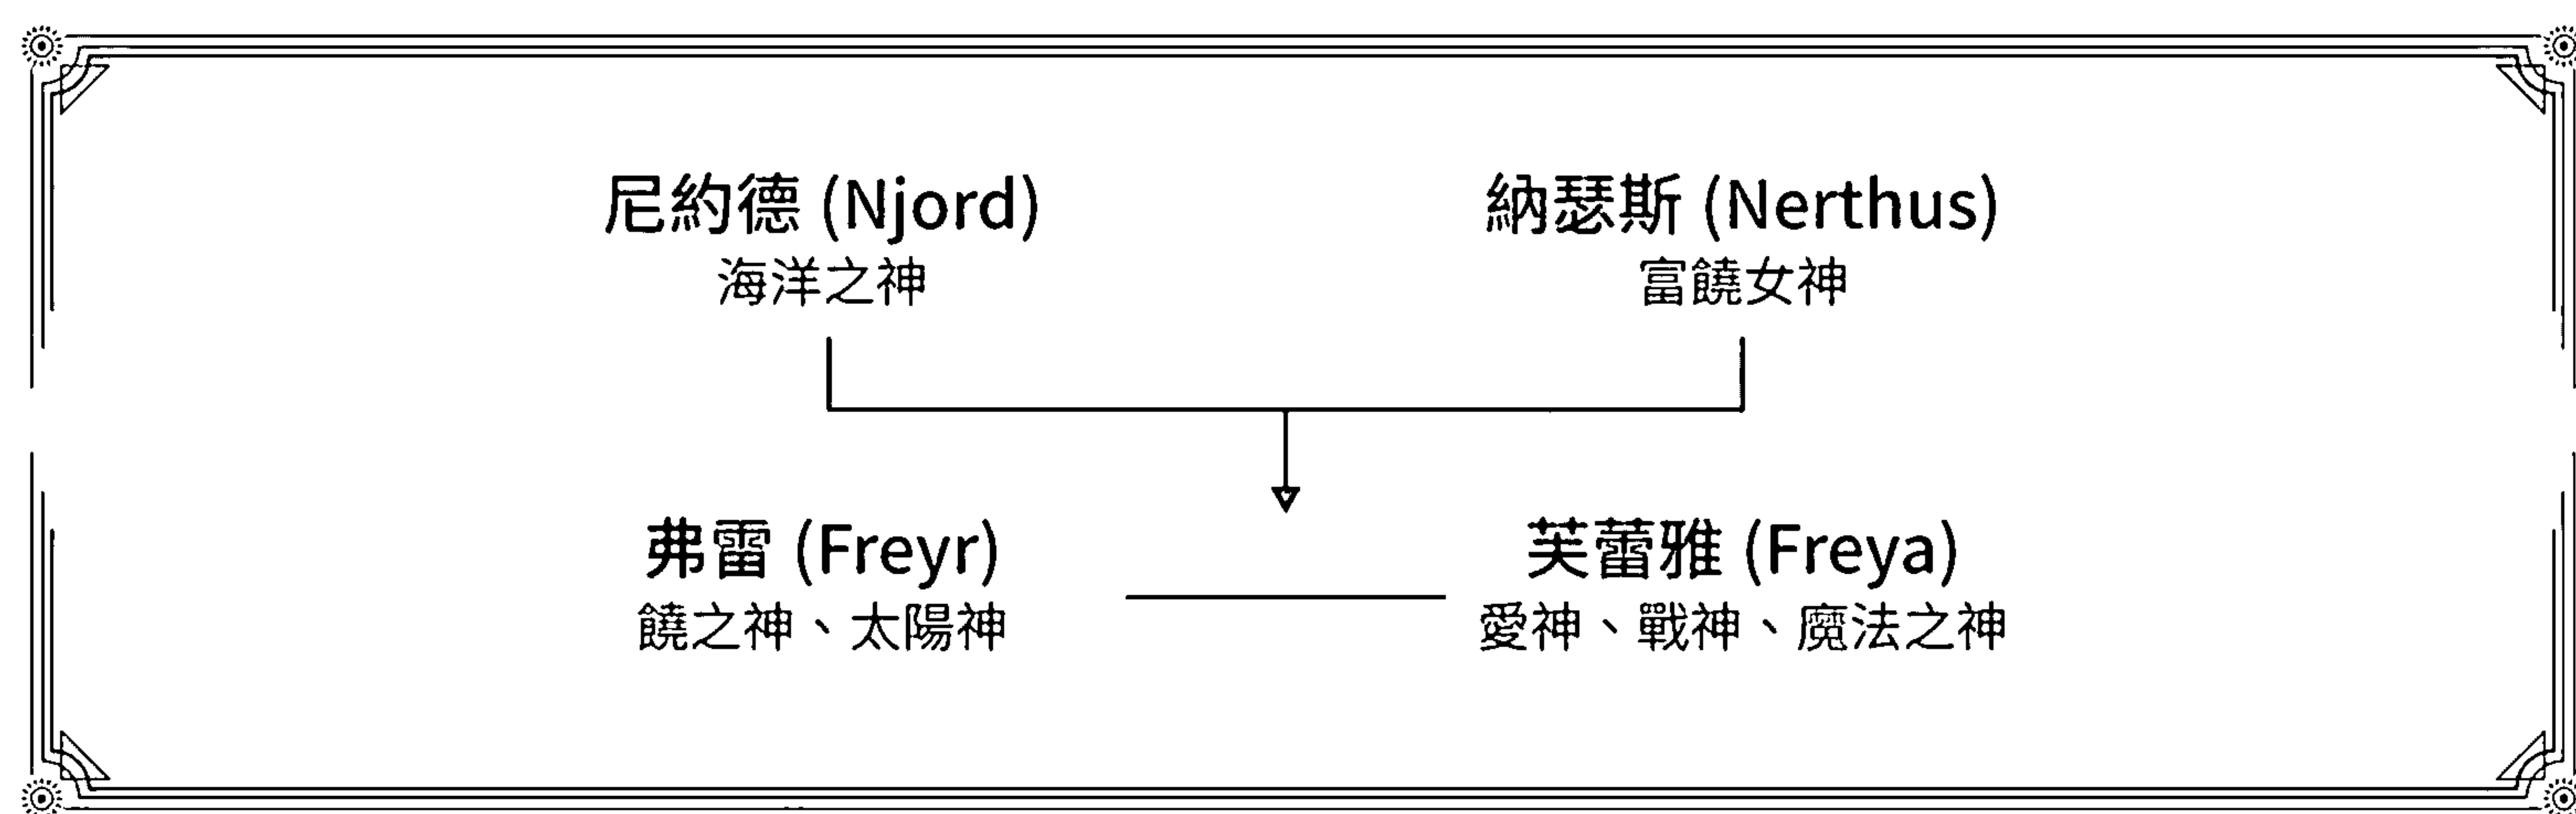 尼約德 (Njord)
海洋之神
納瑟斯 (Nerthus)
富饒女神
弗雷 (Freyr)
饒之神、太陽神
芙蕾雅 (Freya)
愛神、戰神、魔法之神